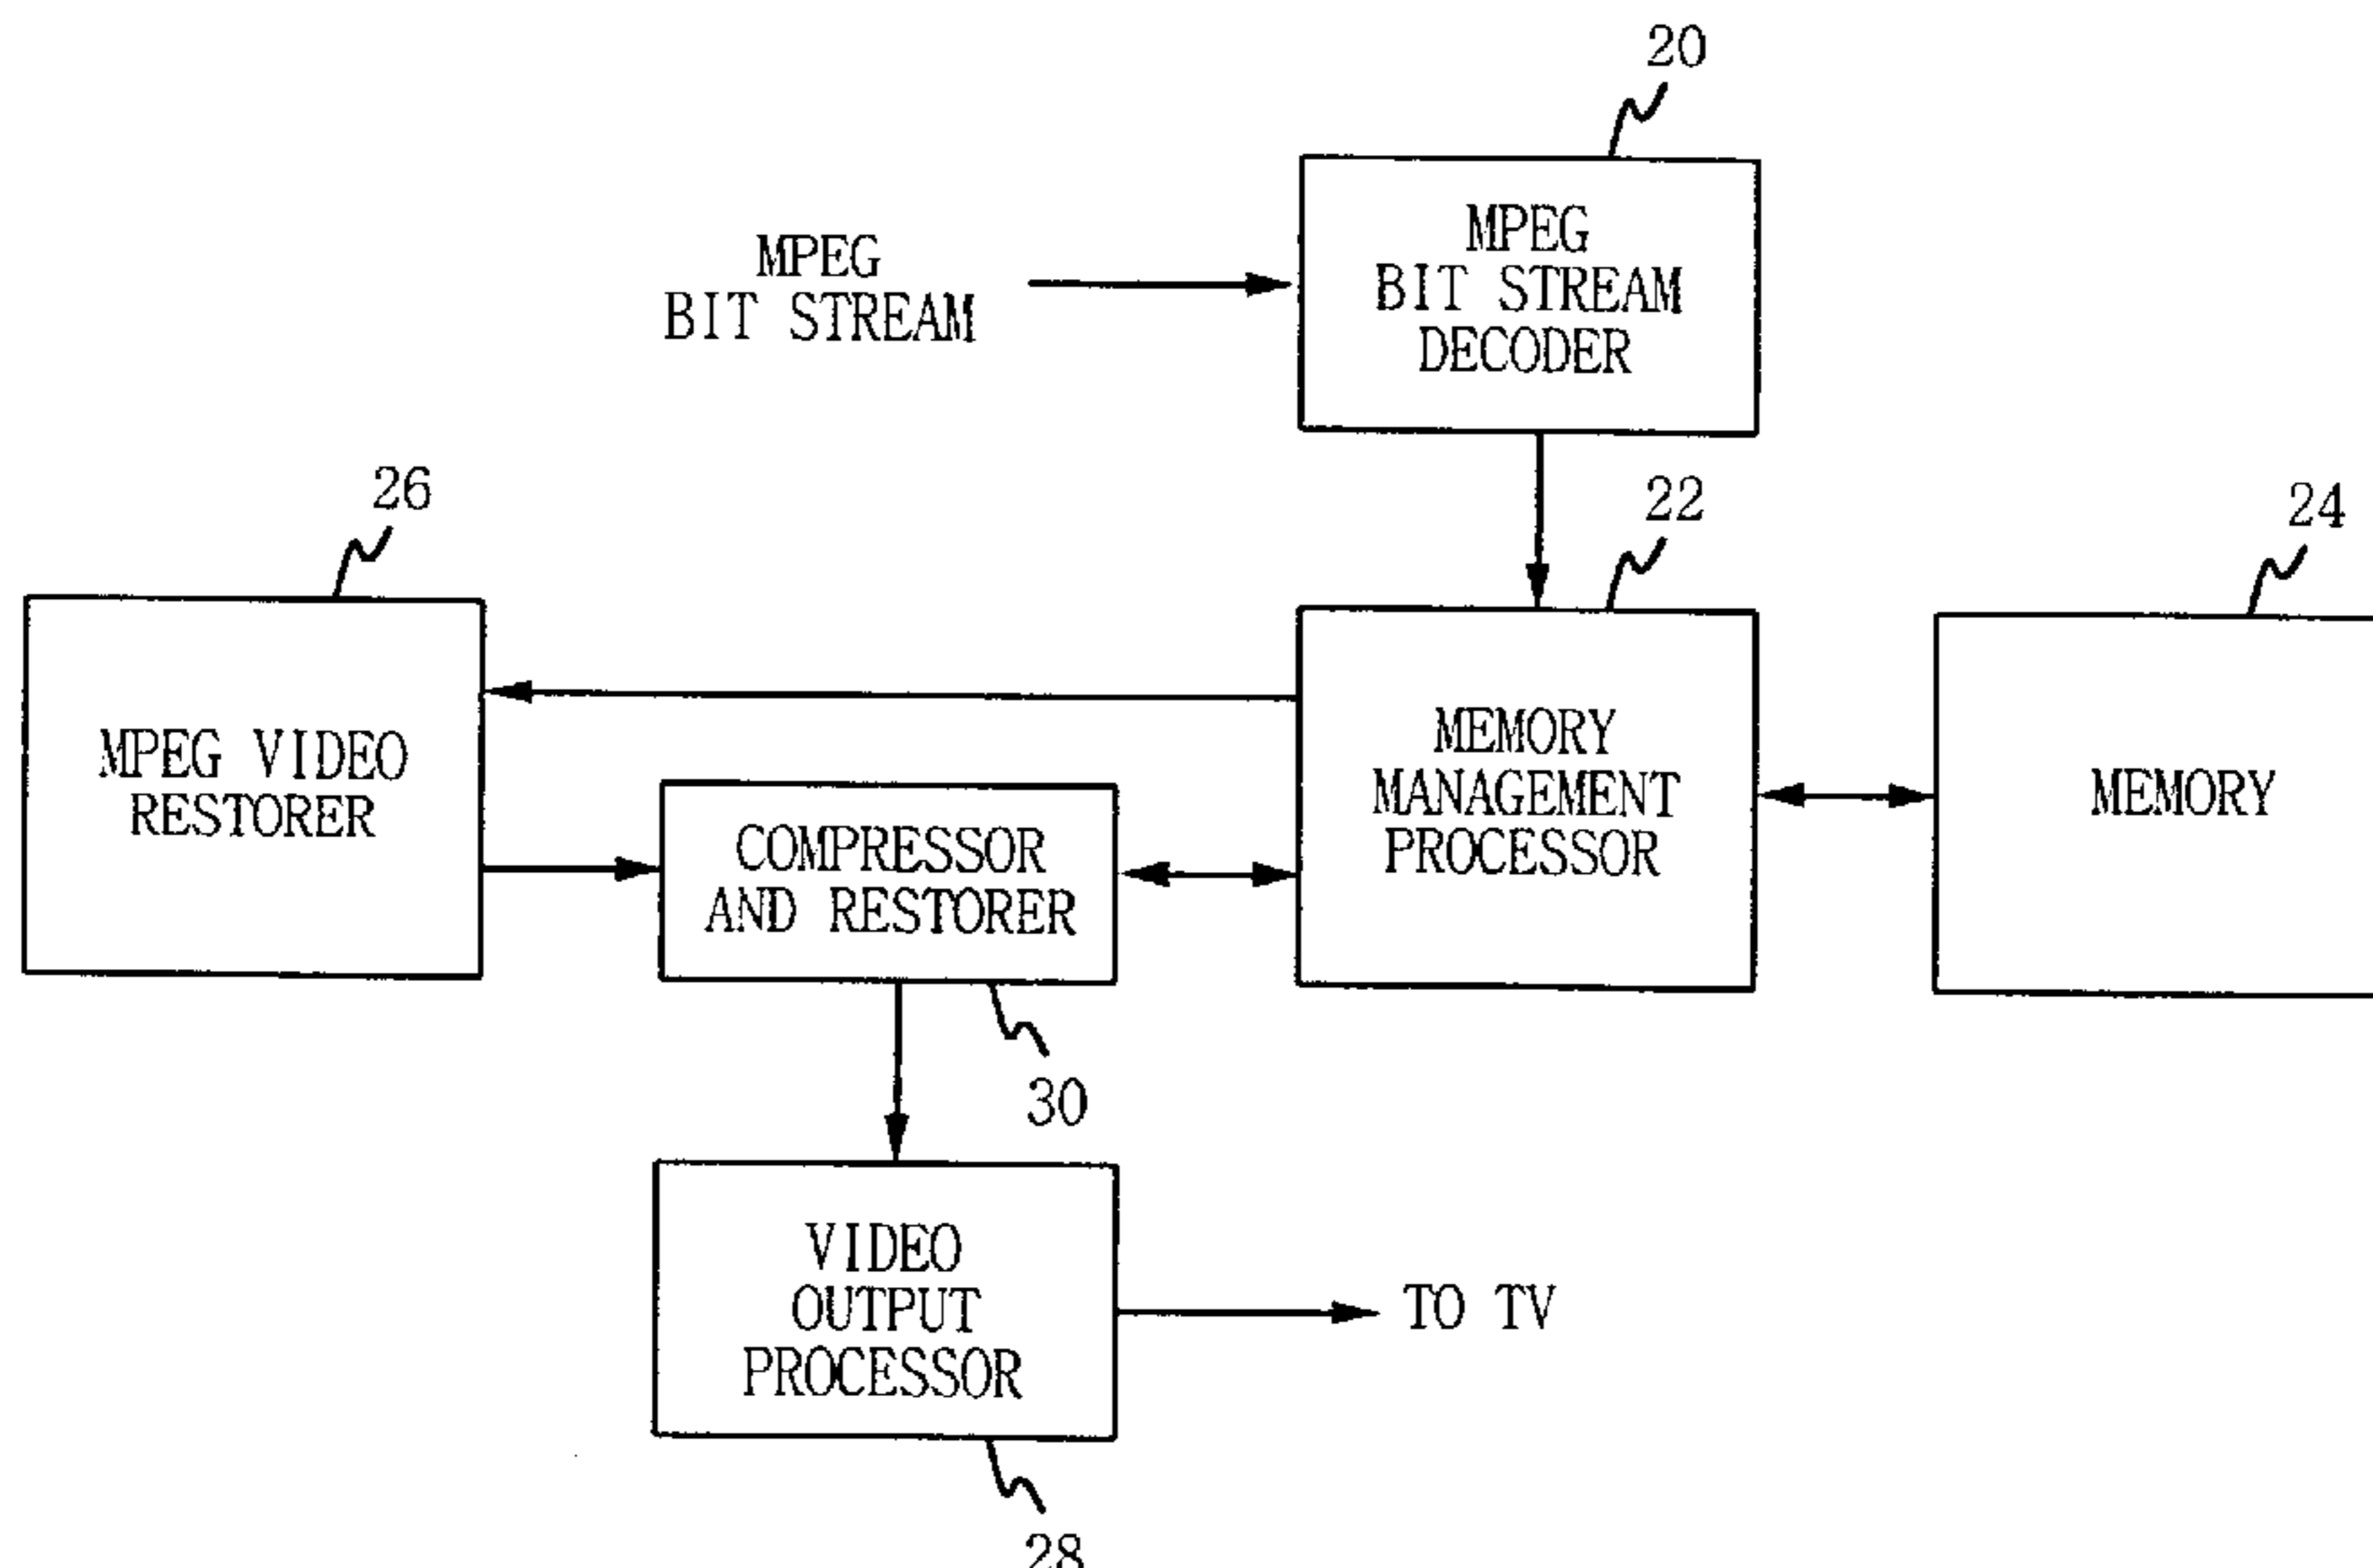 20
MPEG
BIT STREAM
DECODER
MPEG
BIT STREAM
26
22
24
MPEG VIDEO
RESTORER
MEMORY
MANAGEMENT
PROCESSOR
MEMORY
COMPRESSOR
AND RESTORER
30
VIDEO
OUTPUT
PROCESSOR
TO TV
28